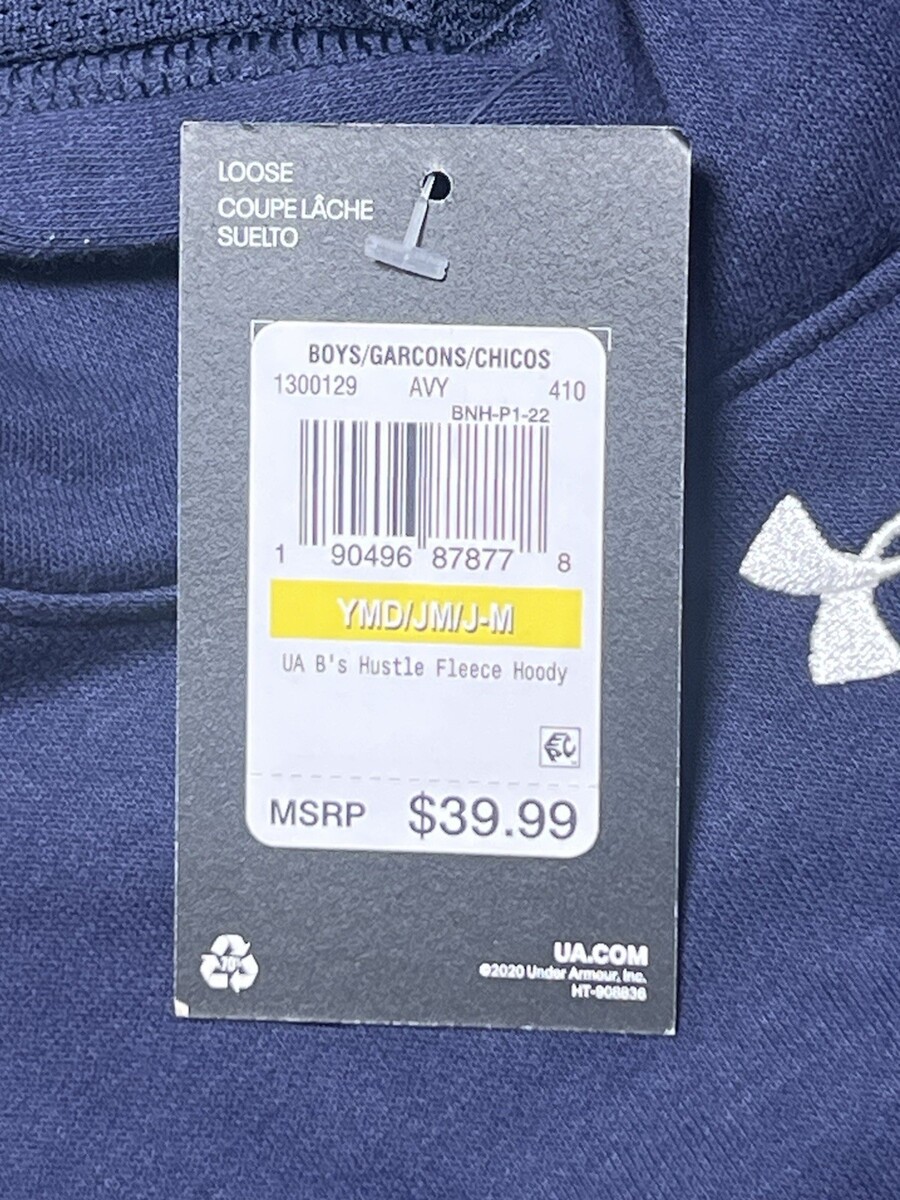 LOOSE
COUPE LÂCHE
SUELTO
BOYS/GARCONS/CHICOS
1300129 AVY 410
BNH-P1-22
1 90496 87877 8
YMD/JM/J-M
UA B's Hustle Fleece Hoody
MSRP $39.99
UA.COM
©2020 Under Armour, Inc.
HT-908836